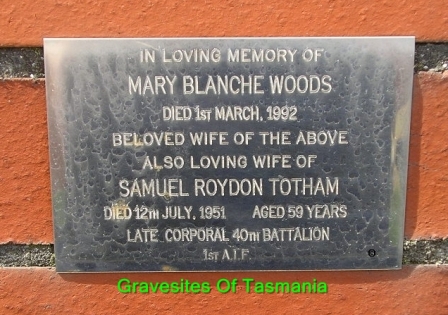 IN LOVING MEMORY OF
MARY BLANCHE WOODS
DIED 1ST MARCH, 1992
BELOVED WIFE OF THE ABOVE
ALSO LOVING WIFE OF
SAMUEL ROYDON TOTHAM
DIED 12TH JULY, 1951 AGED 59 YEARS
LATE CORPORAL 40TH BATTALION
1ST A.I.F.
Gravesites Of Tasmania